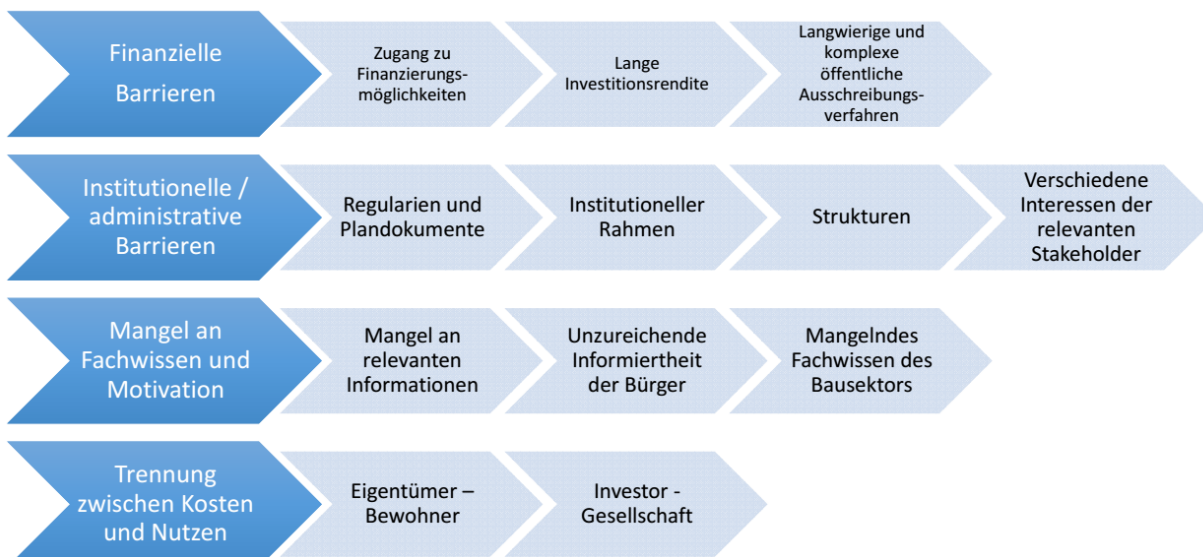 Finanzielle
Barrieren
Zugang zu
Finanzierungs-
möglichkeiten
Lange
Investitionsrendite
Langwierige und
komplexe
öffentliche
Ausschreibungs-
verfahren
Institutionelle /
administrative
Barrieren
Regularien und
Plandokumente
Institutioneller
Rahmen
Strukturen
Verschiedene
Interessen der
relevanten
Stakeholder
Mangel an
Fachwissen und
Motivation
Mangel an
relevanten
Informationen
Unzureichende
Informiertheit
der Bürger
Mangelndes
Fachwissen des
Bausektors
Trennung
zwischen Kosten
und Nutzen
Eigentümer –
Bewohner
Investor -
Gesellschaft